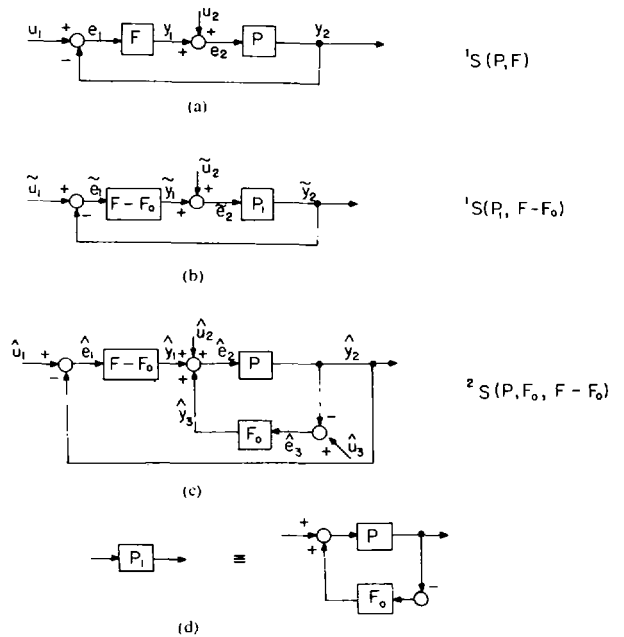 u₁ + e₁ F y₁ + u₂ + e₂ P y₂
−
¹S(P,F)
(a)
ũ₁ + ẽ₁ F − F₀ ỹ₁ + ũ₂ + ẽ₂ P₁ ỹ₂
−
¹S(P₁, F−F₀)
(b)
û₁ + ê₁ F − F₀ ŷ₁ + û₂ + ê₂ P ŷ₂
−
+ ŷ₃ F₀ ê₃ − + û₃
²S(P,F₀, F − F₀)
(c)
P₁ ≡ + + P
F₀ −
(d)